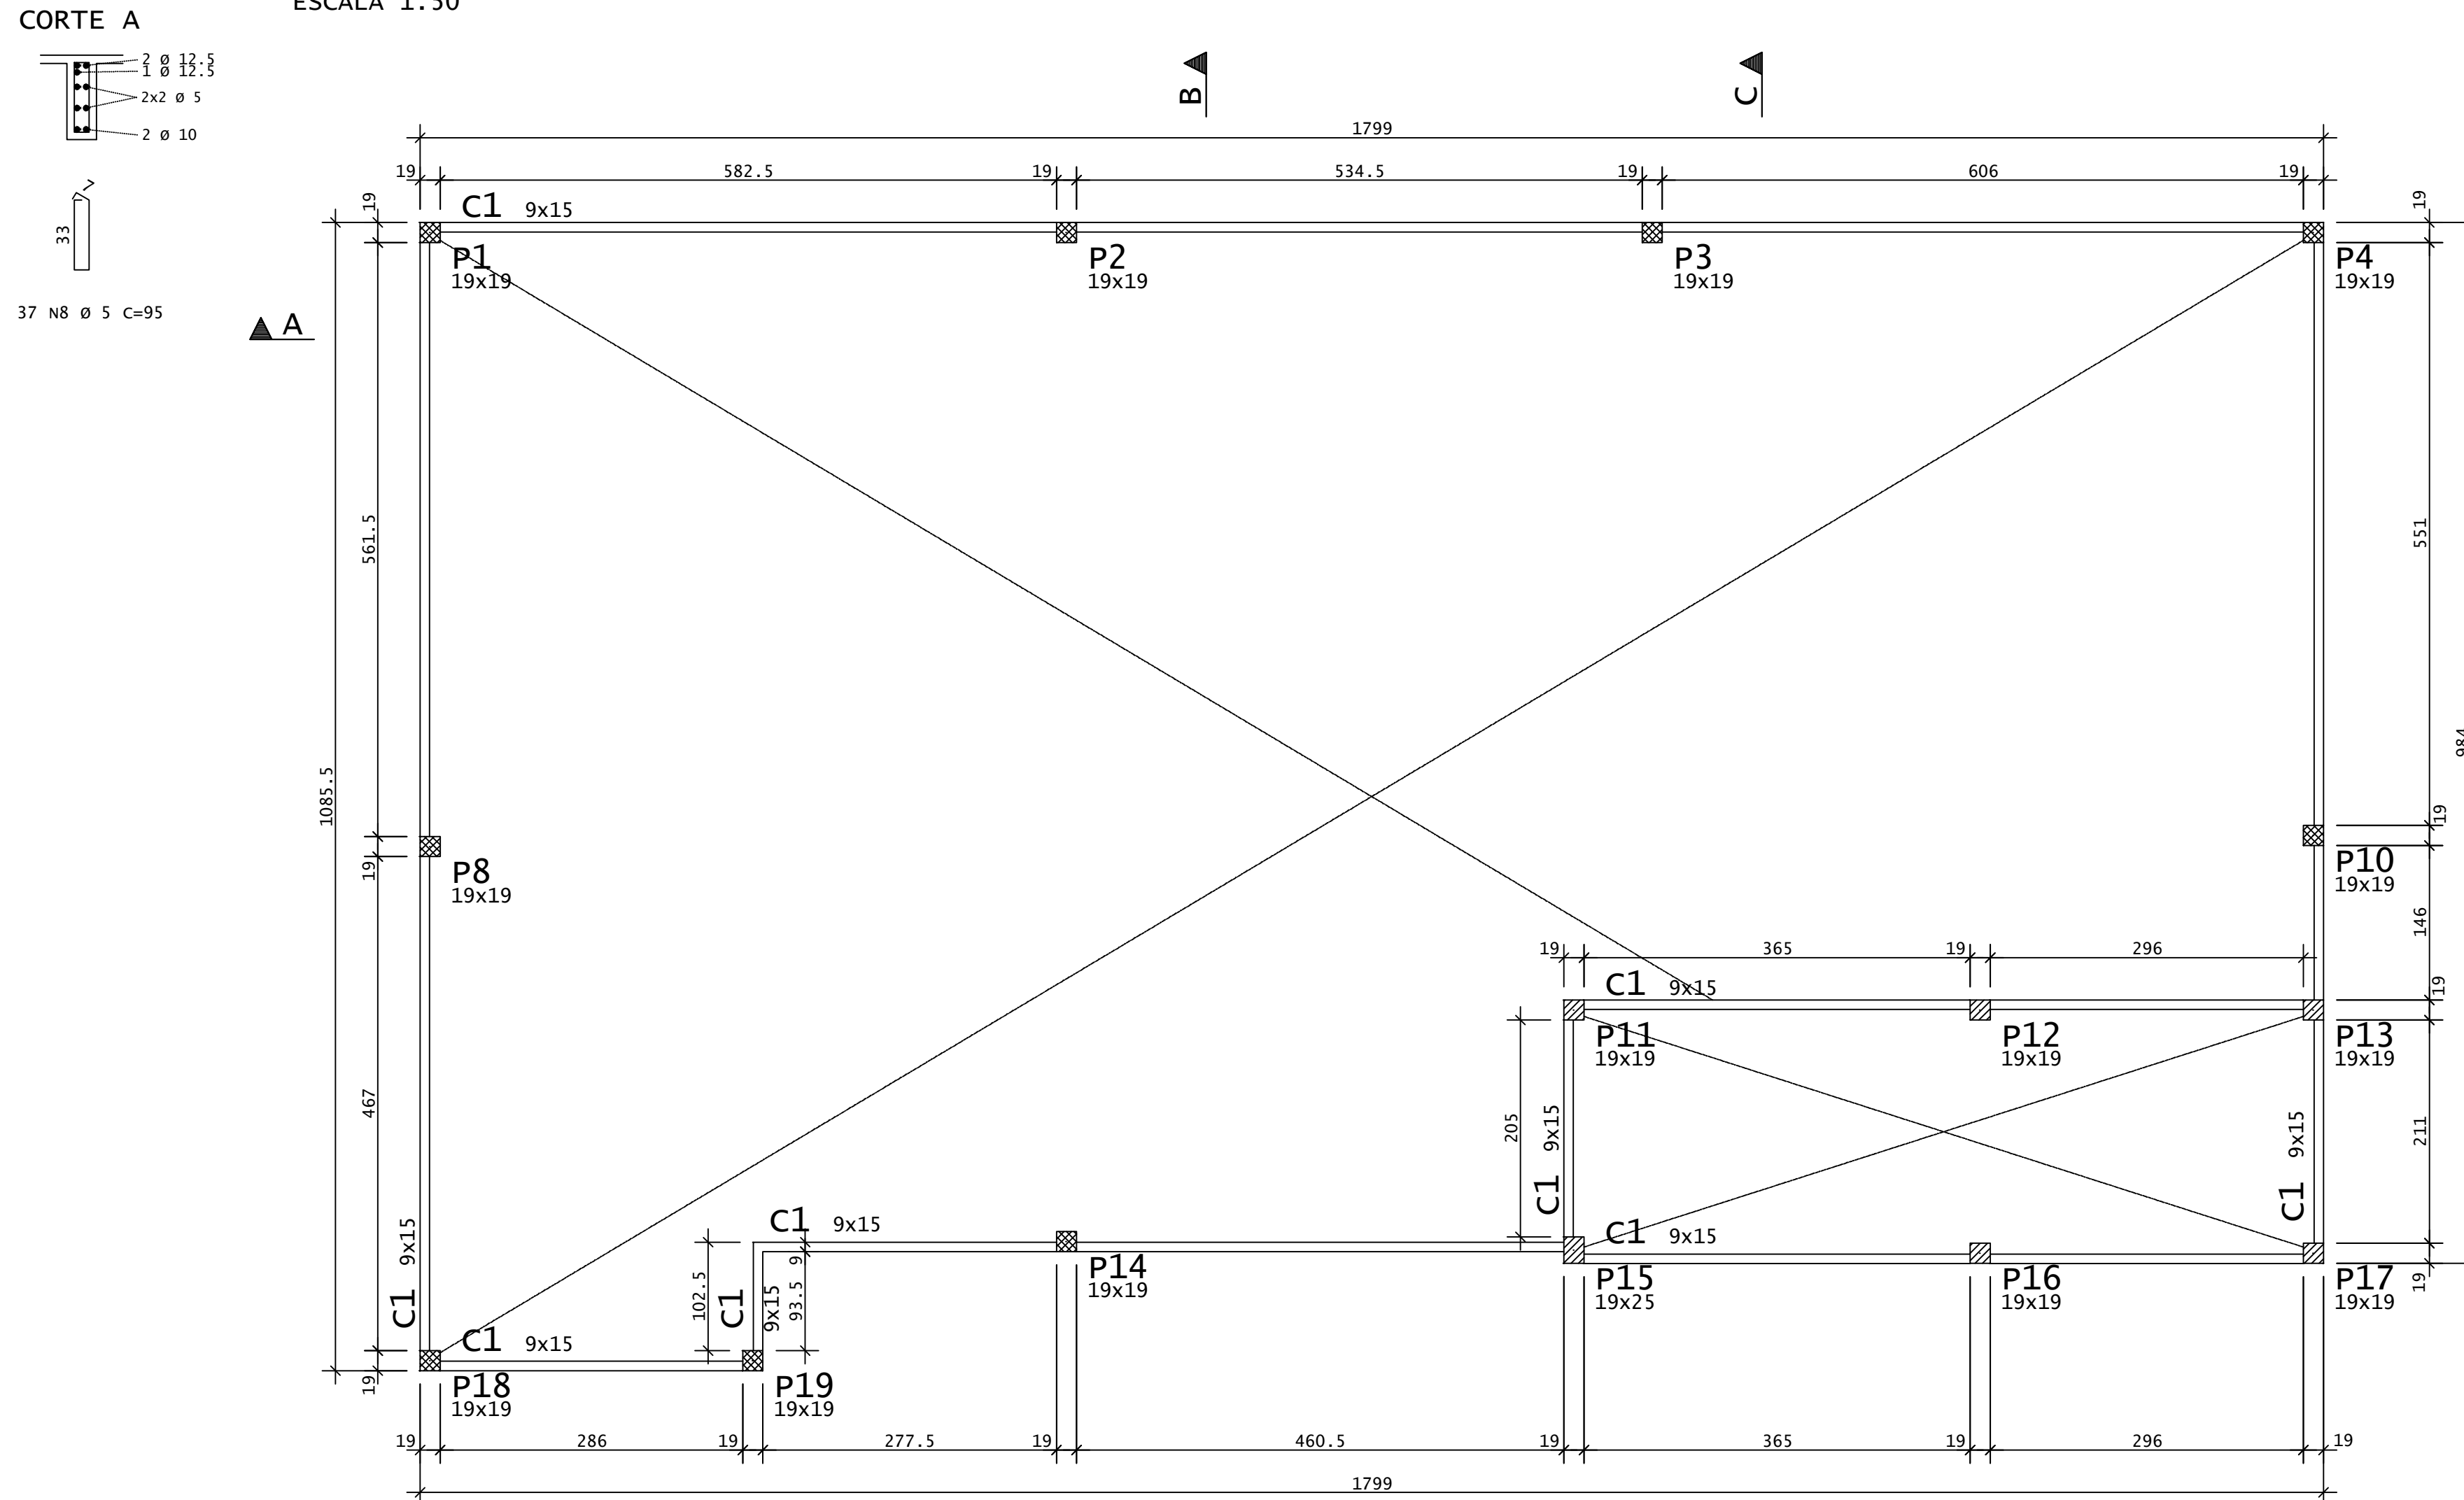 ESCALA 1:50
CORTE A
2 Ø 12.5
1 Ø 12.5
2x2 Ø 5
2 Ø 10
7
33
37 N8 Ø 5 C=95
A
B
C
1799
19 582.5 19 534.5 19 606 19
19
19
C1 9x15
P1
19x19
P2
19x19
P3
19x19
P4
19x19
561.5
551
1085.5
984
19
P8
19x19
19
P10
19x19
146
19 365 19 296
19
C1 9x15
P11
19x19
P12
19x19
P13
19x19
467
205
9x15
C1
9x15
C1
211
C1 9x15
C1 9x15
9x15
C1
102.5
C1
9x15
9
93.5
P14
19x19
P15
19x25
P16
19x19
P17
19x19
19
C1 9x15
19
P18
19x19
P19
19x19
19 286 19 277.5 19 460.5 19 365 19 296 19
1799